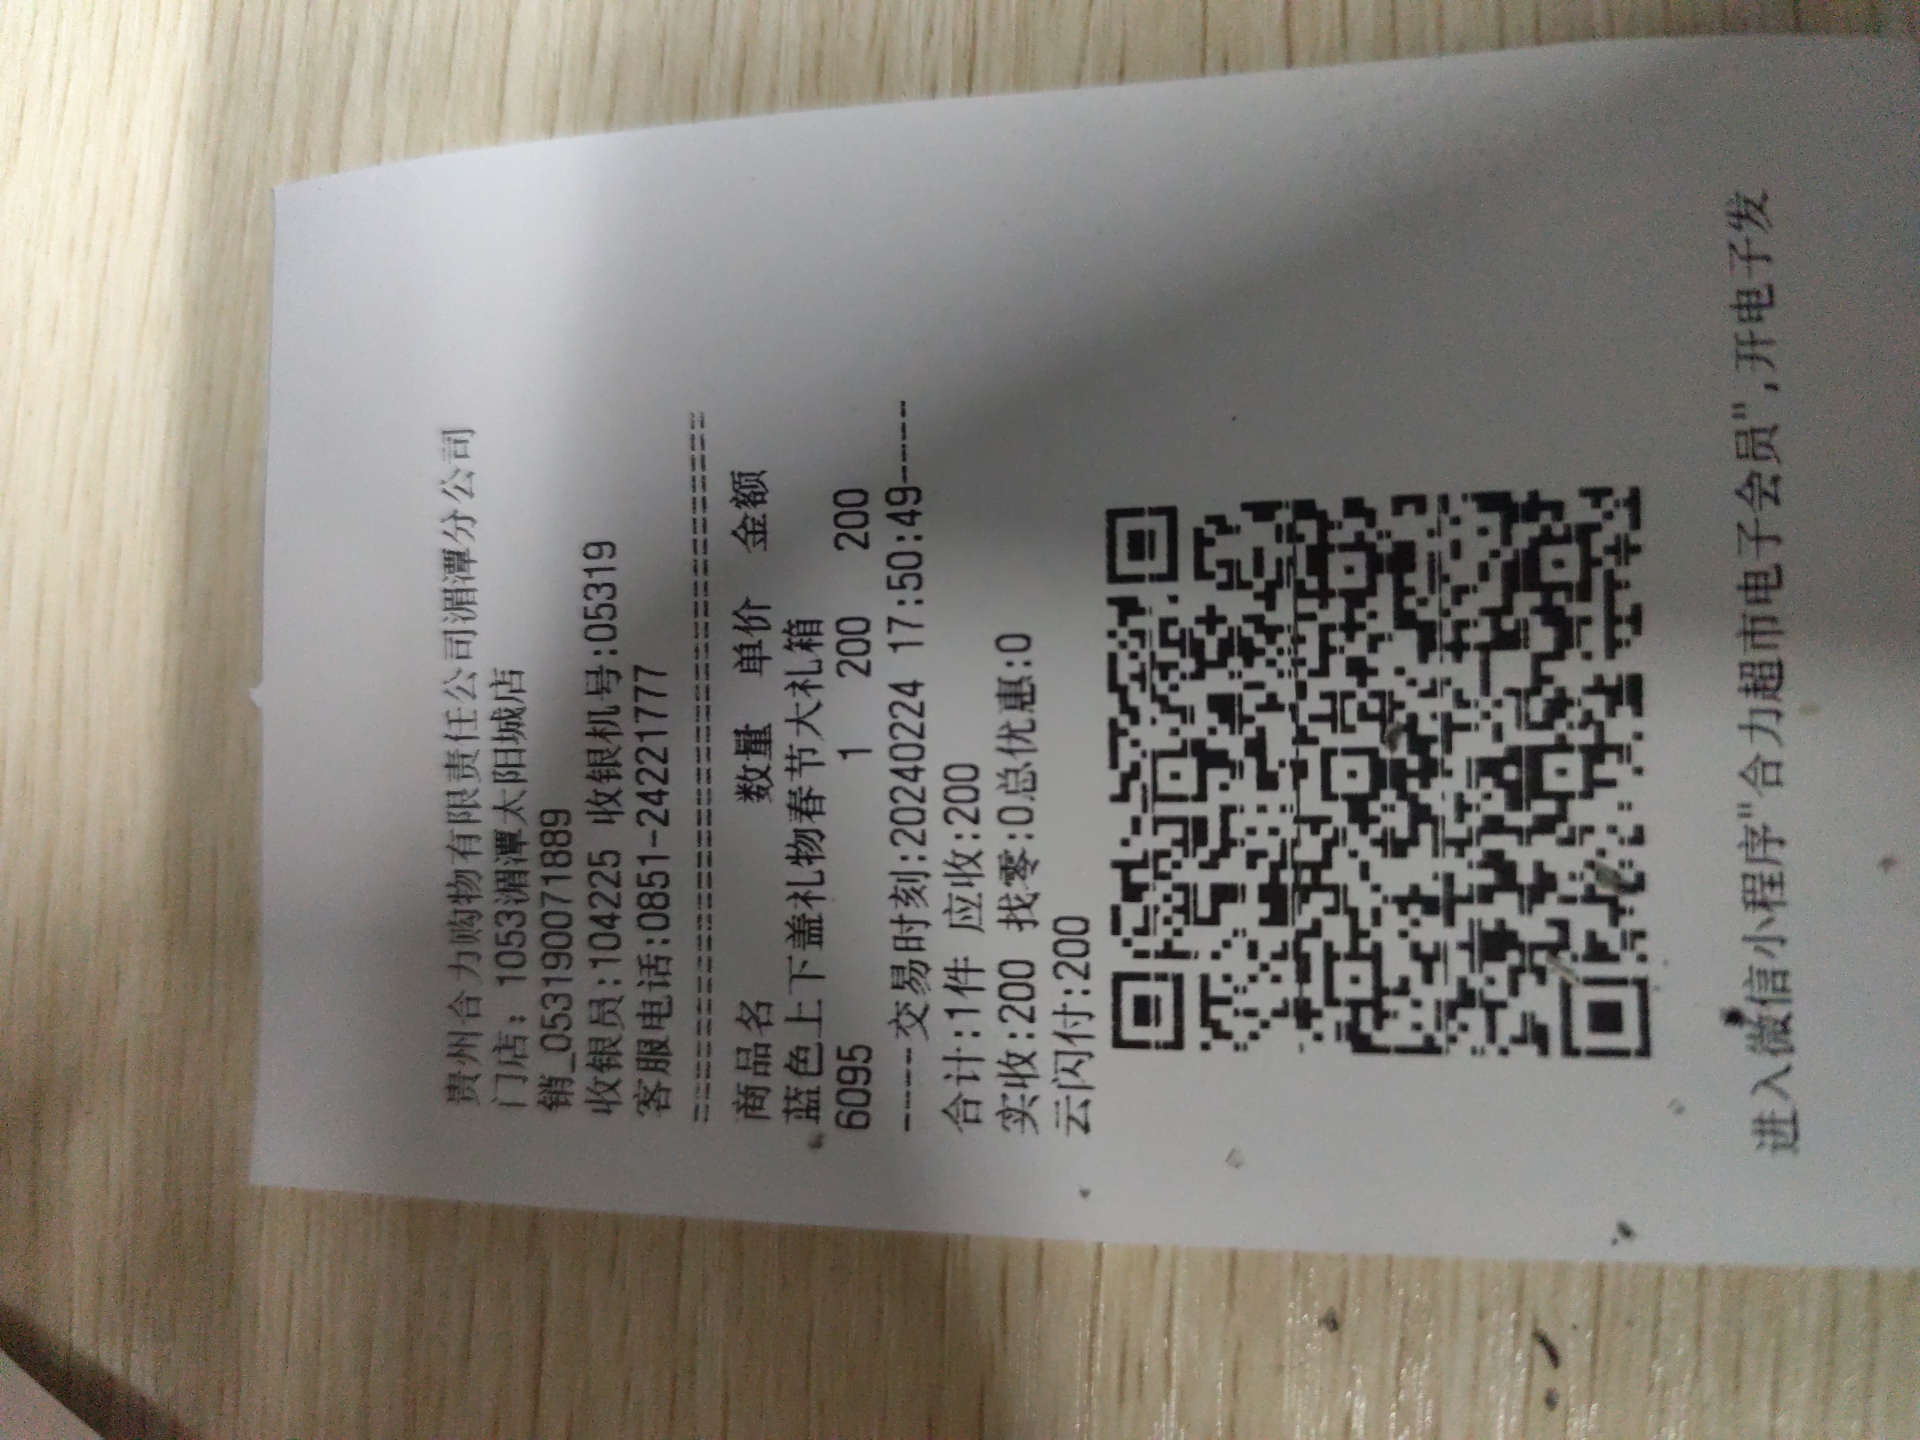 贵州合力购物有限责任公司湄潭分公司
门店：1053湄潭太阳城店
销_053190071889
收银员:104225 收银机号:05319
客服电话:0851-24221777
========================================
商品名 数量 单价 金额
蓝色上下盖礼物春节大礼箱
6095 1 200 200
----交易时刻:20240224 17:50:49-----
合计:1件 应收:200
实收:200 找零:0总优惠:0
云闪付:200
进入微信小程序"合力超市电子会员",开电子发